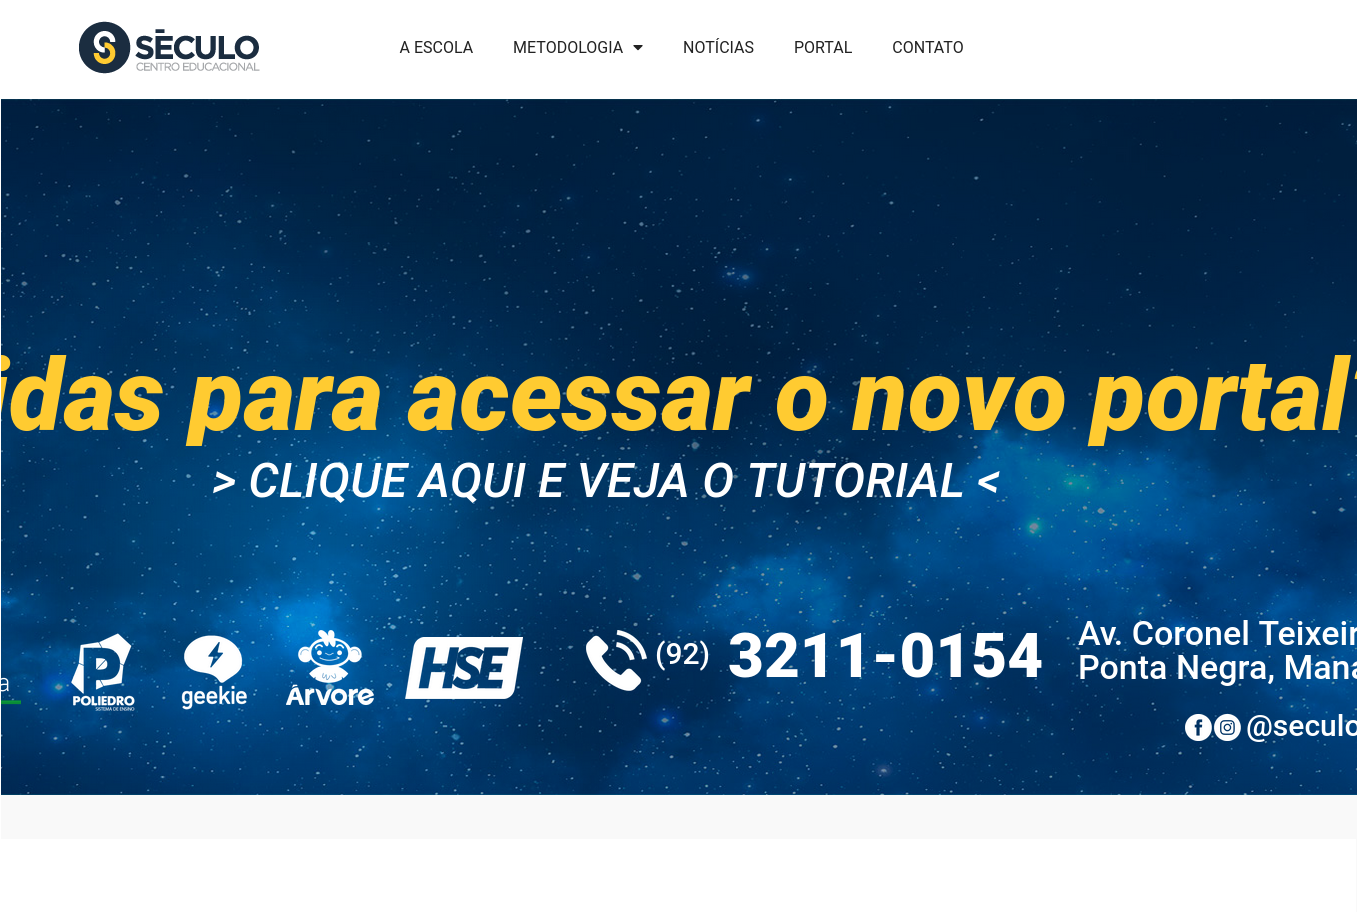 SÉCULO
CENTRO EDUCACIONAL
A ESCOLA
METODOLOGIA
NOTÍCIAS
PORTAL
CONTATO
idas para acessar o novo portal?
> CLIQUE AQUI E VEJA O TUTORIAL <
a
POLIEDRO
SISTEMA DE ENSINO
geekie
Árvore
HSE
(92) 3211-0154
Av. Coronel Teixeir
Ponta Negra, Mana
@seculo